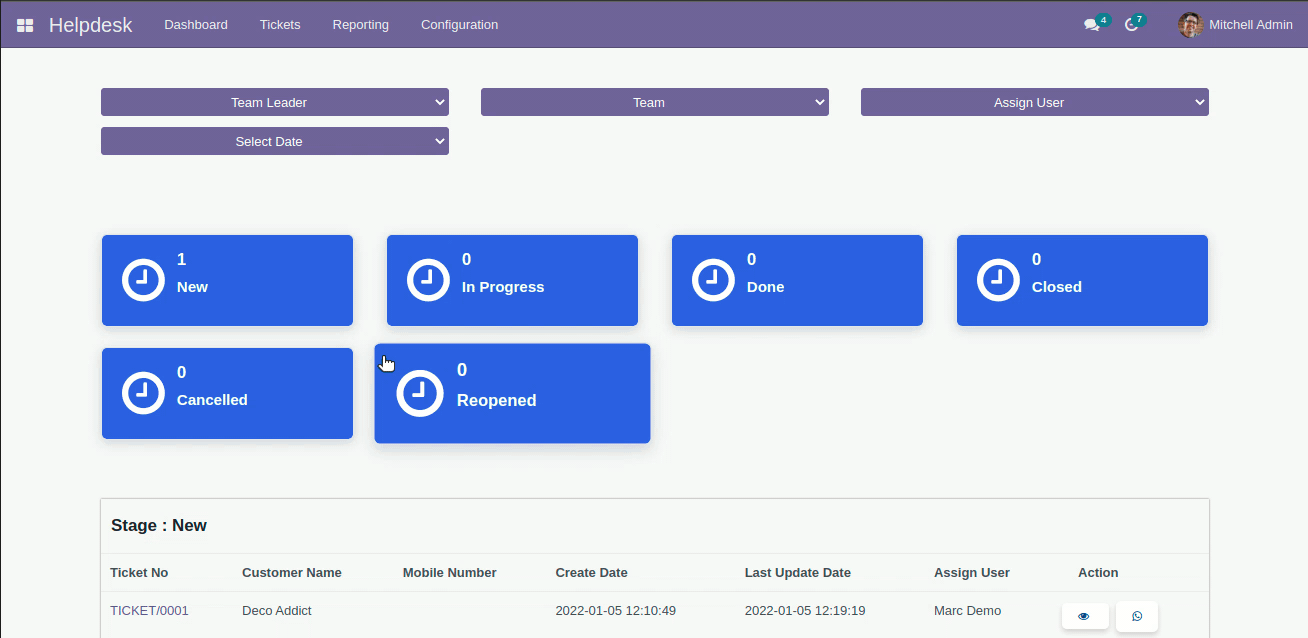 Helpdesk Dashboard Tickets Reporting Configuration 4 7 Mitchell Admin
Team Leader Team Assign User
Select Date
1 0 0 0
New In Progress Done Closed
0 0
Cancelled Reopened
Stage : New
Ticket No Customer Name Mobile Number Create Date Last Update Date Assign User Action
TICKET/0001 Deco Addict 2022-01-05 12:10:49 2022-01-05 12:19:19 Marc Demo